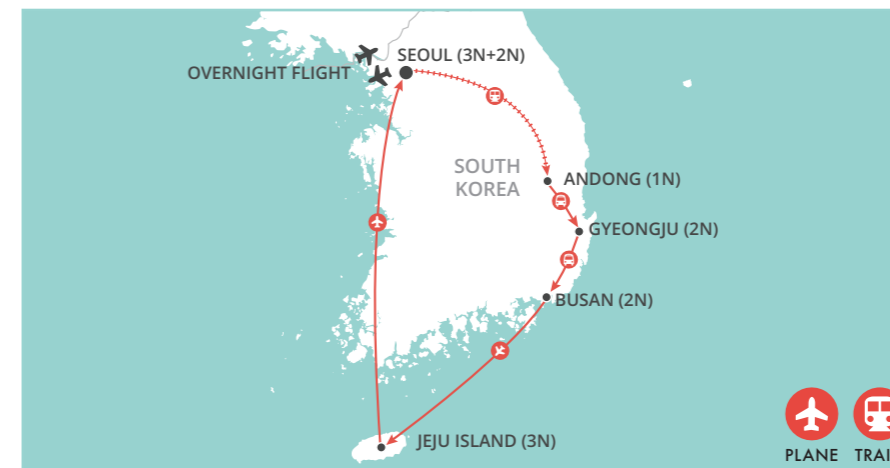 SEOUL (3N+2N)
OVERNIGHT FLIGHT
SOUTH
KOREA
ANDONG (1N)
GYEONGJU (2N)
BUSAN (2N)
JEJU ISLAND (3N)
PLANE